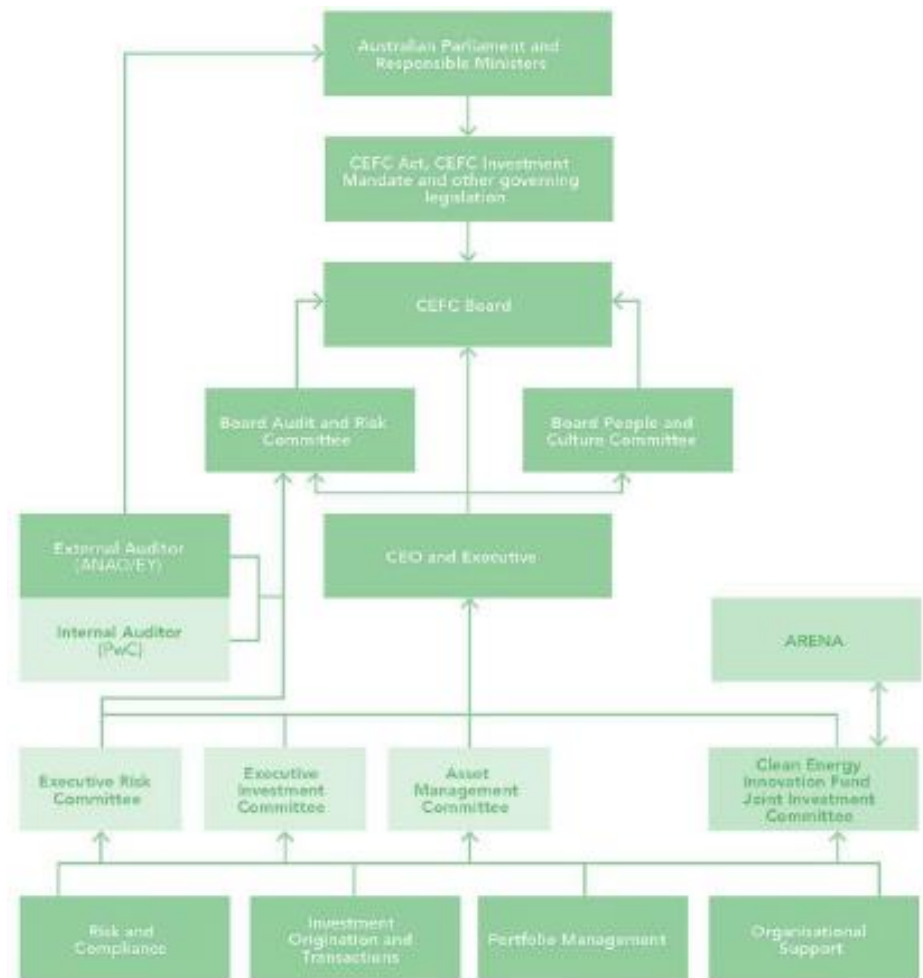 Australian Parliament and
Responsible Ministers
CEFC Act, CEFC Investment
Mandate and other governing
legislation
CEFC Board
Board Audit and Risk
Committee
Board People and
Culture Committee
External Auditor
(ANAO/EY)
CEO and Executive
Internal Auditor
(PwC)
ARENA
Executive Risk
Committee
Executive
Investment
Committee
Asset
Management
Committee
Clean Energy
Innovation Fund
Joint Investment
Committee
Risk and
Compliance
Investment
Origination and
Transactions
Portfolio Management
Organisational
Support